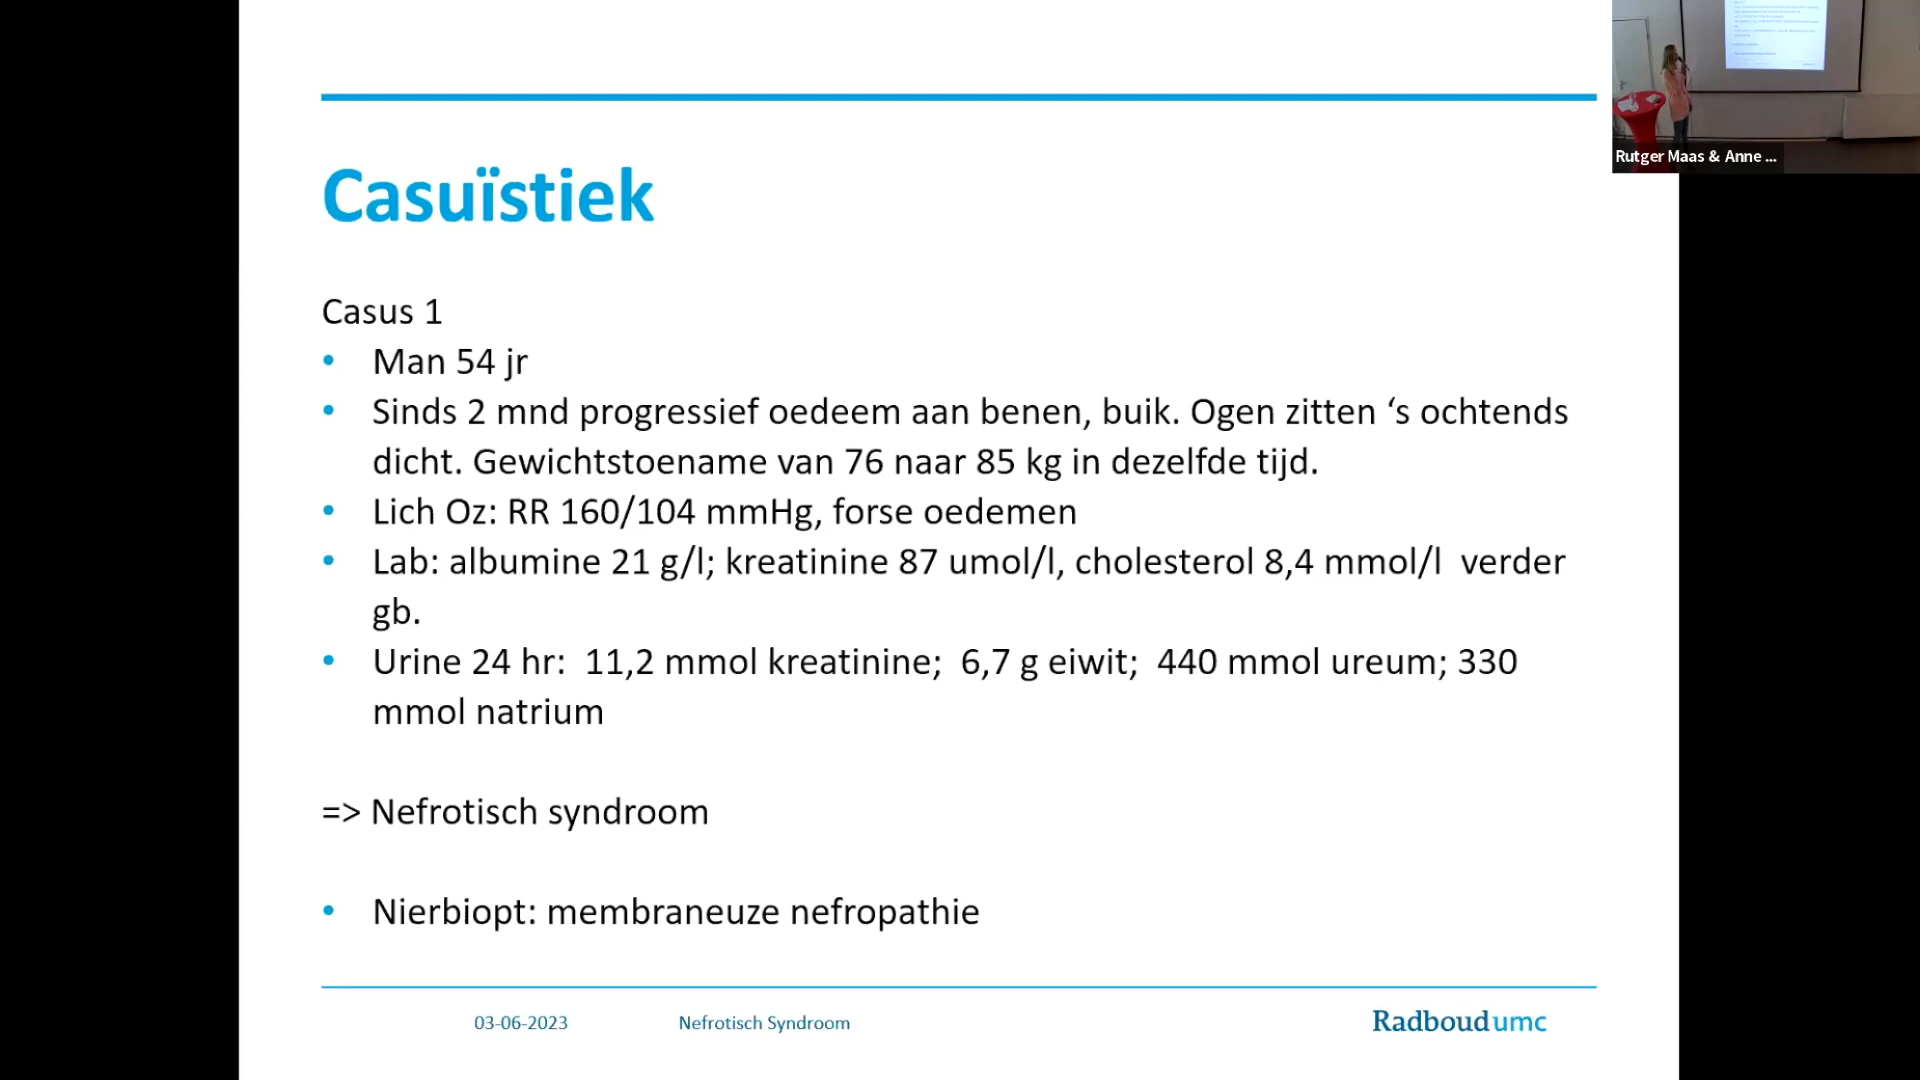 Rutger Maas & Anne ...
Casuïstiek
Casus 1
• Man 54 jr
• Sinds 2 mnd progressief oedeem aan benen, buik. Ogen zitten ‘s ochtends
dicht. Gewichtstoename van 76 naar 85 kg in dezelfde tijd.
• Lich Oz: RR 160/104 mmHg, forse oedemen
• Lab: albumine 21 g/l; kreatinine 87 umol/l, cholesterol 8,4 mmol/l verder
gb.
• Urine 24 hr: 11,2 mmol kreatinine; 6,7 g eiwit; 440 mmol ureum; 330
mmol natrium
=> Nefrotisch syndroom
• Nierbiopt: membraneuze nefropathie
03-06-2023 Nefrotisch Syndroom Radboudumc